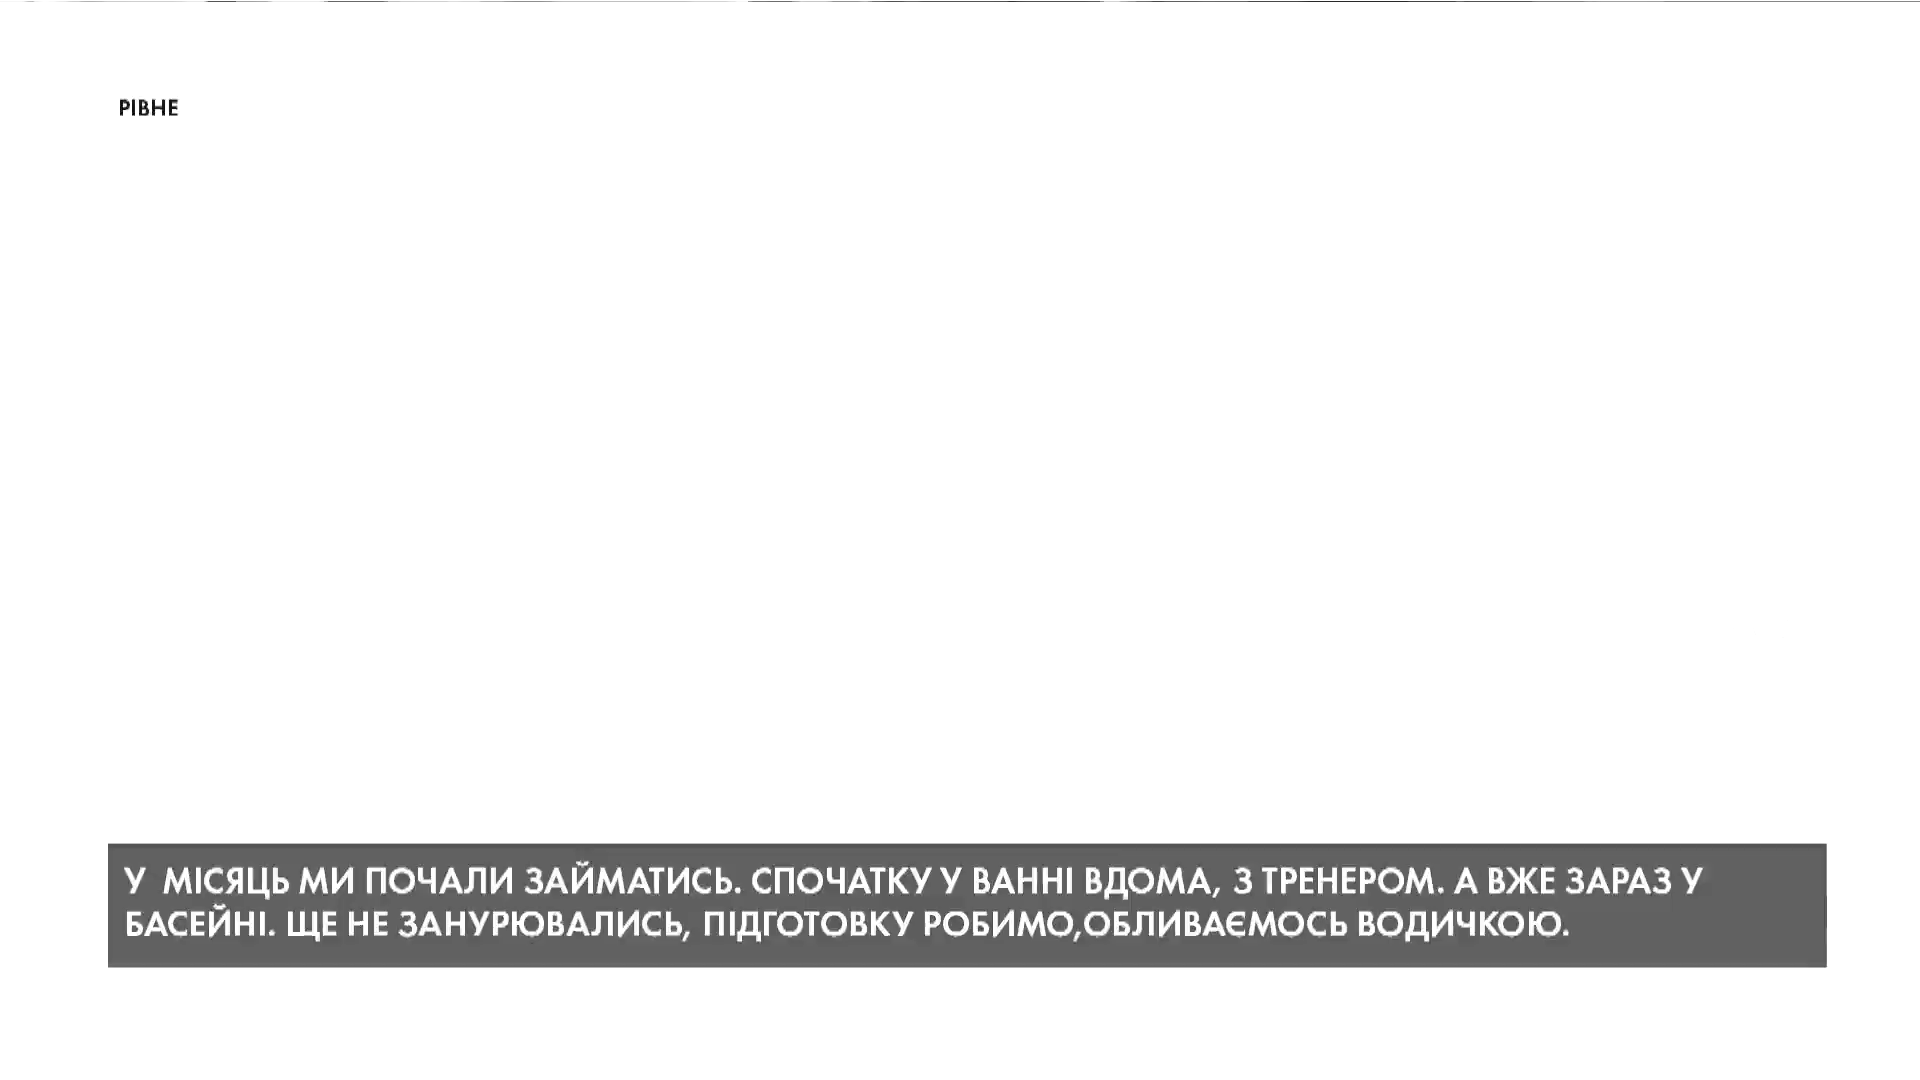 РІВНЕ
У  МІСЯЦЬ МИ ПОЧАЛИ ЗАЙМАТИСЬ. СПОЧАТКУ У ВАННІ ВДОМА, З ТРЕНЕРОМ. А ВЖЕ ЗАРАЗ У
БАСЕЙНІ. ЩЕ НЕ ЗАНУРЮВАЛИСЬ, ПІДГОТОВКУ РОБИМО,ОБЛИВАЄМОСЬ ВОДИЧКОЮ.